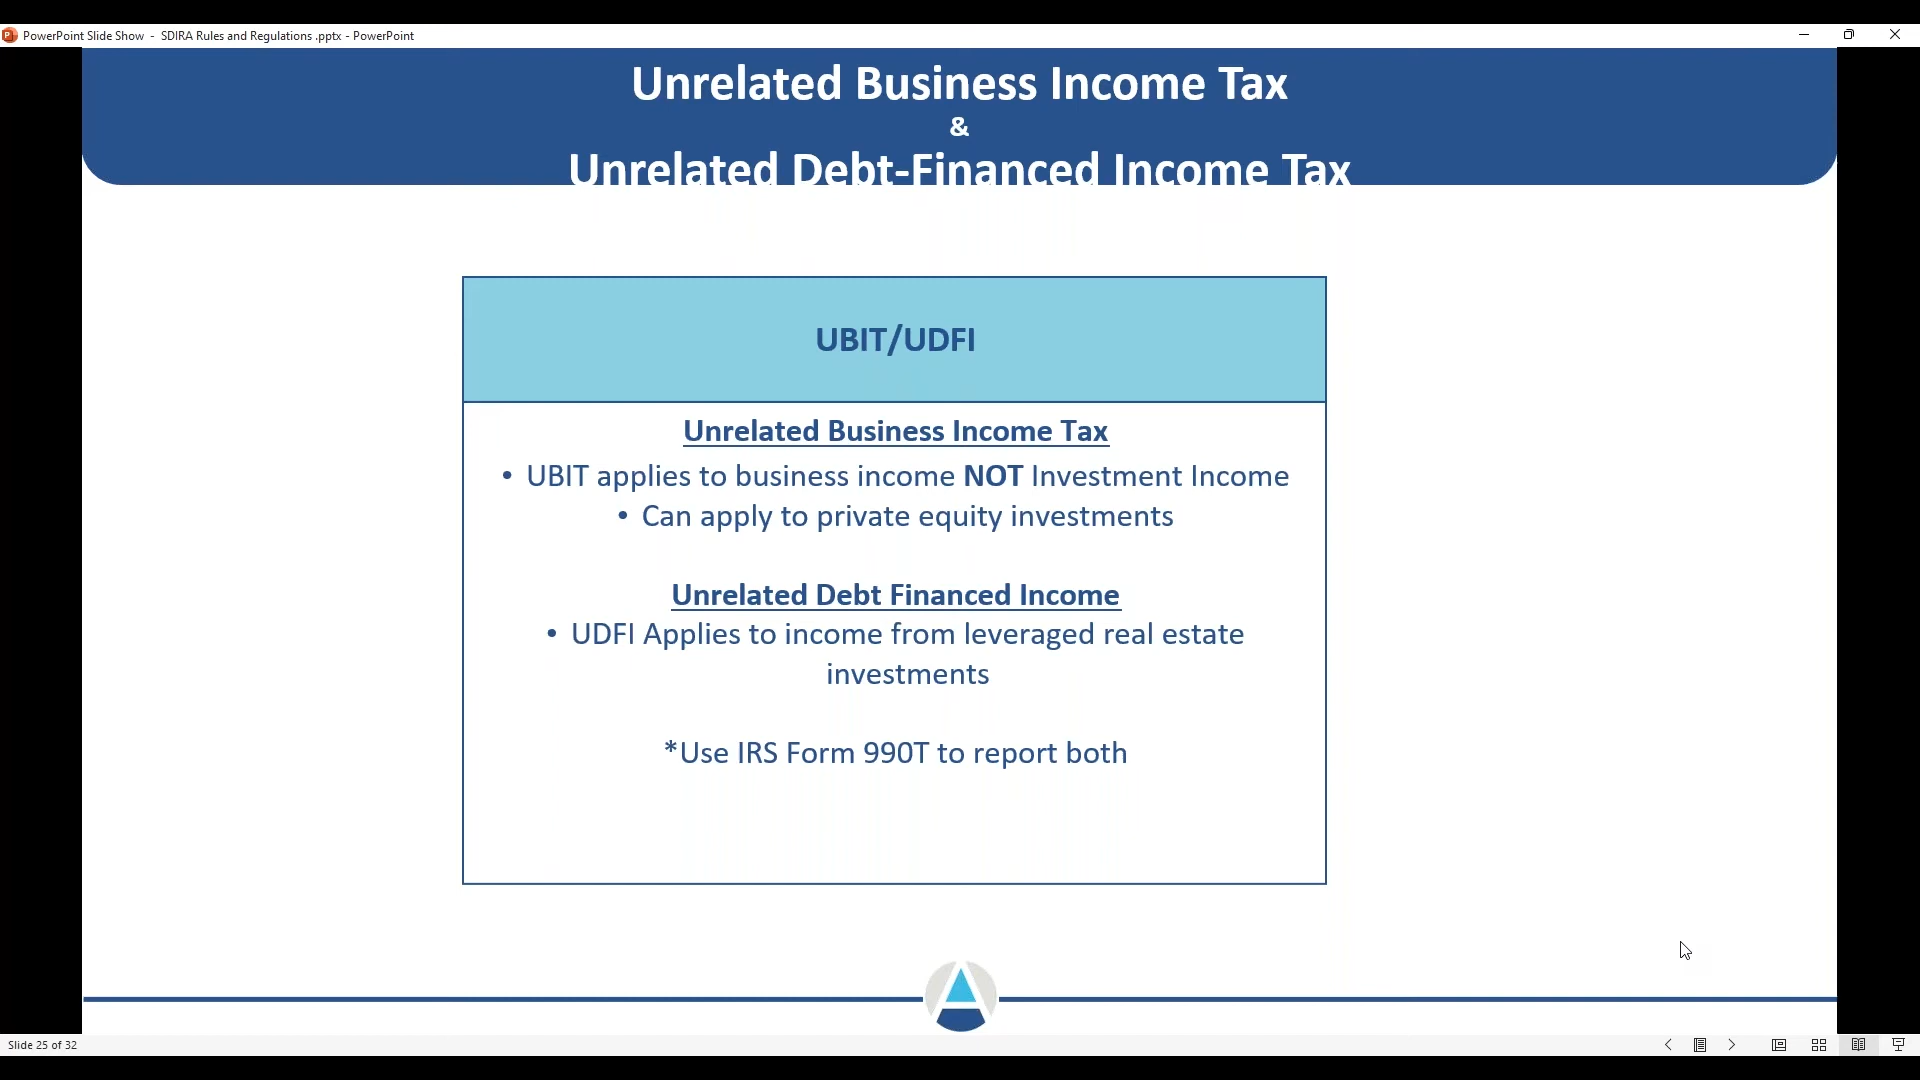 PowerPoint Slide Show - SDIRA Rules and Regulations .pptx - PowerPoint
Unrelated Business Income Tax
&
Unrelated Debt-Financed Income Tax
UBIT/UDFI
Unrelated Business Income Tax
• UBIT applies to business income NOT Investment Income
• Can apply to private equity investments
Unrelated Debt Financed Income
• UDFI Applies to income from leveraged real estate
investments
*Use IRS Form 990T to report both
Slide 25 of 32